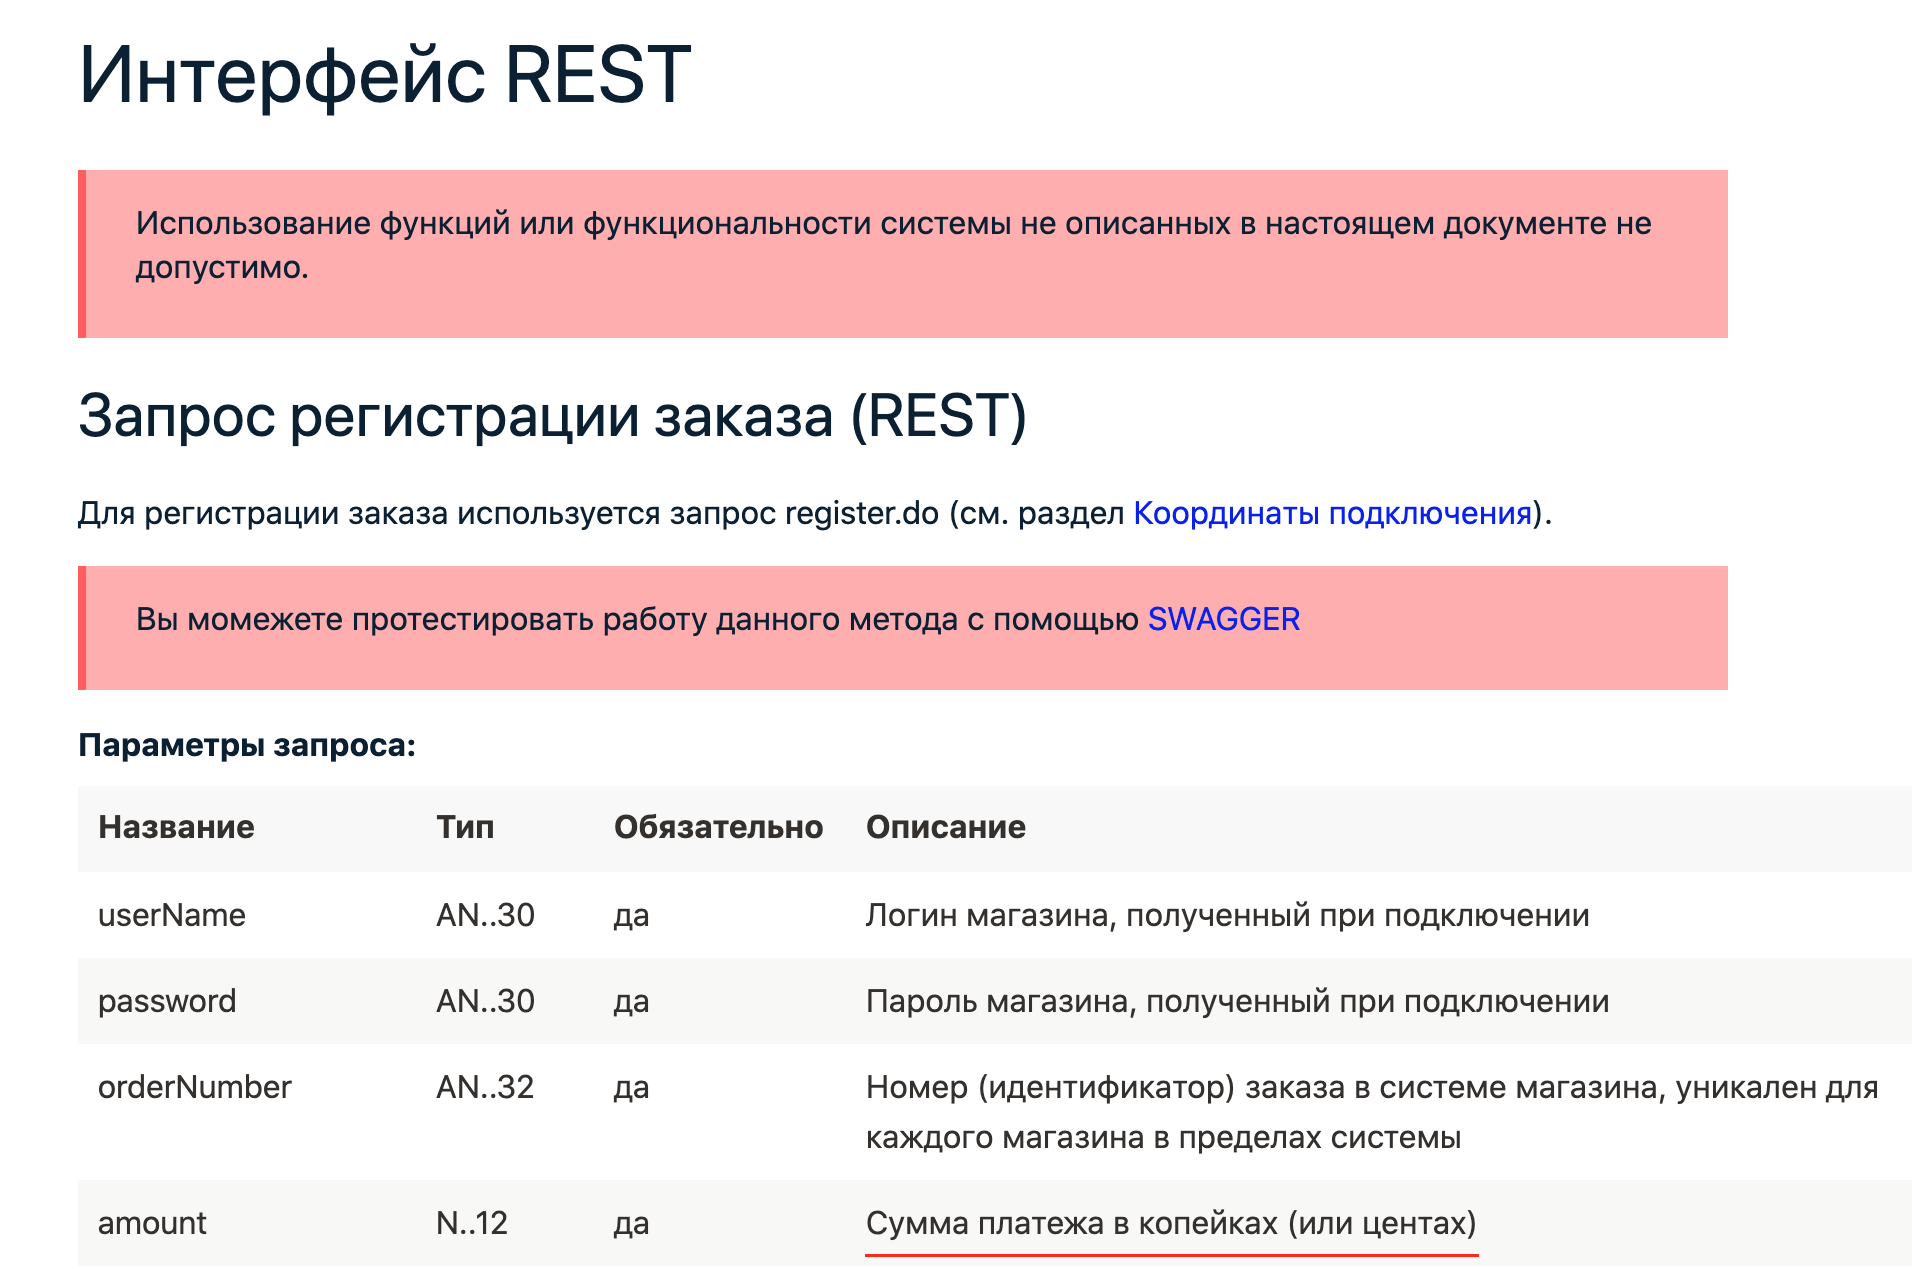 Интерфейс REST
Использование функций или функциональности системы не описанных в настоящем документе не
допустимо.
Запрос регистрации заказа (REST)
Для регистрации заказа используется запрос register.do (см. раздел Координаты подключения).
Вы момежете протестировать работу данного метода с помощью SWAGGER
Параметры запроса:
Название Тип Обязательно Описание
userName AN..30 да Логин магазина, полученный при подключении
password AN..30 да Пароль магазина, полученный при подключении
orderNumber AN..32 да Номер (идентификатор) заказа в системе магазина, уникален для
каждого магазина в пределах системы
amount N..12 да Сумма платежа в копейках (или центах)